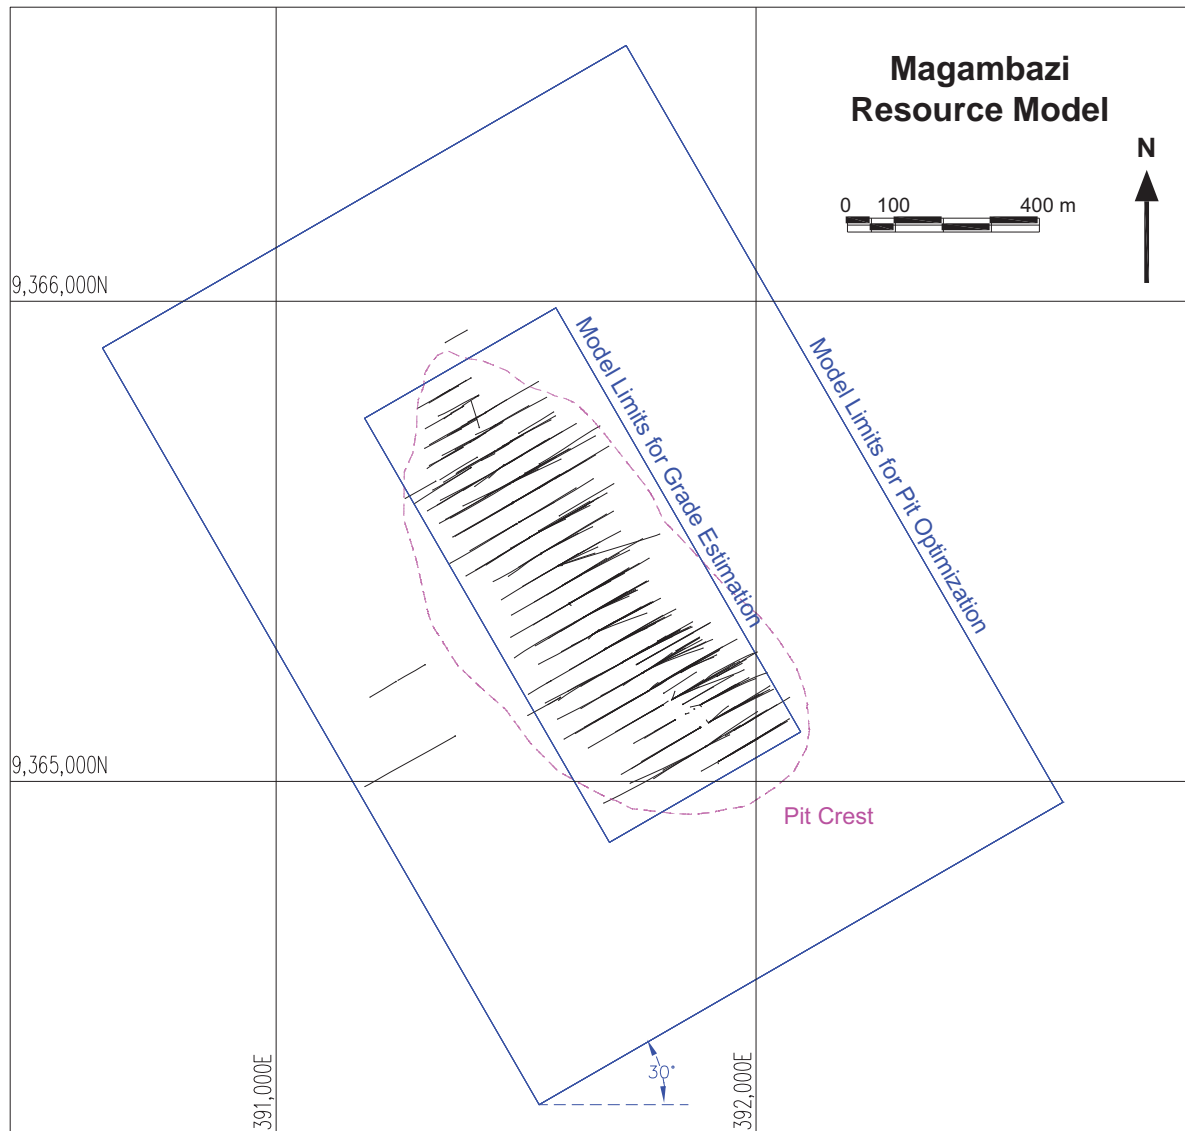 Magambazi
Resource Model
N
0 100 400 m
9,366,000N
Model Limits for Grade Estimation
Model Limits for Pit Optimization
9,365,000N
Pit Crest
391,000E
392,000E
30°